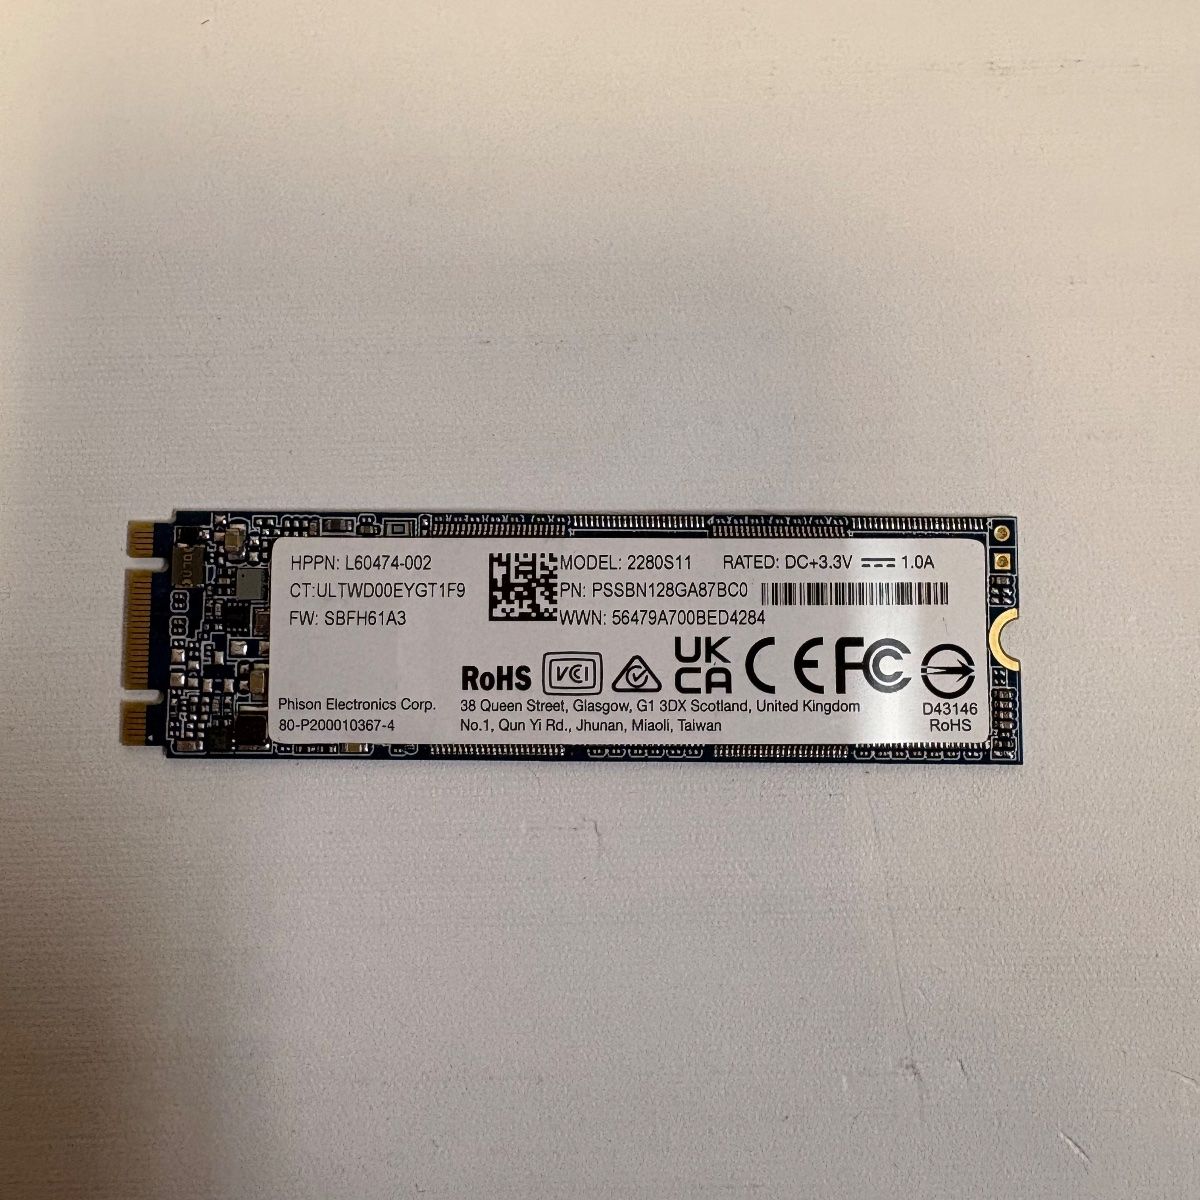 HPPN: L60474-002
CT:ULTWD00EYGT1F9
FW: SBFH61A3
MODEL: 2280S11 RATED: DC+3.3V 1.0A
PN: PSSBN128GA87BC0
WWN: 56479A700BED4284
RoHS VCCI UK CA CE FC
Phison Electronics Corp.
80-P200010367-4
38 Queen Street, Glasgow, G1 3DX Scotland, United Kingdom
No.1, Qun Yi Rd., Jhunan, Miaoli, Taiwan
D43146
RoHS